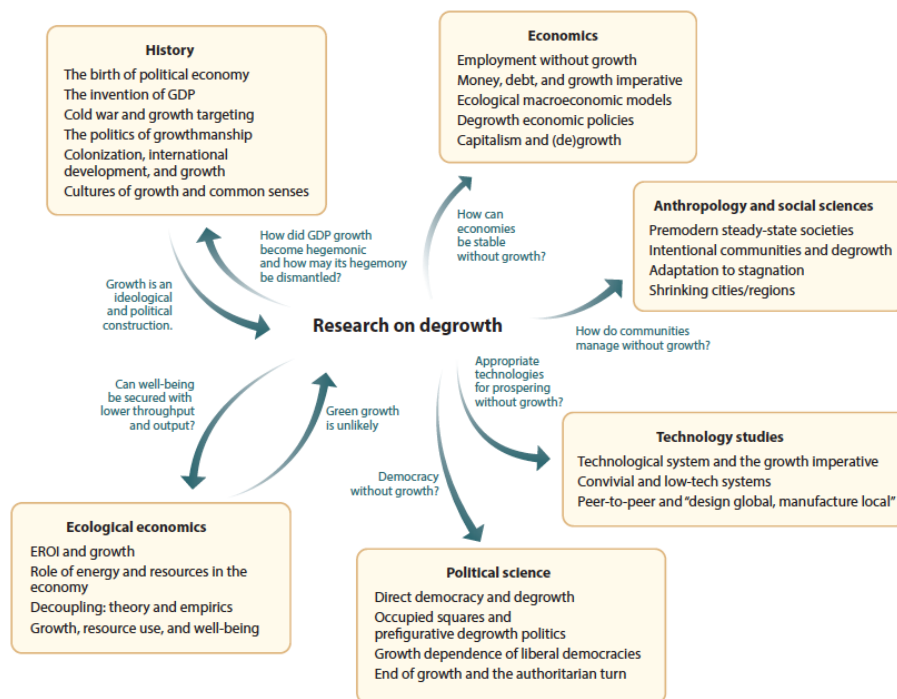 History
The birth of political economy
The invention of GDP
Cold war and growth targeting
The politics of growthmanship
Colonization, international
development, and growth
Cultures of growth and common senses
Economics
Employment without growth
Money, debt, and growth imperative
Ecological macroeconomic models
Degrowth economic policies
Capitalism and (de)growth
Anthropology and social sciences
Premodern steady-state societies
Intentional communities and degrowth
Adaptation to stagnation
Shrinking cities/regions
How did GDP growth
become hegemonic
and how may its hegemony
be dismantled?
How can
economies
be stable
without growth?
Growth is an
ideological
and political
construction.
Research on degrowth
How do communities
manage without growth?
Can well-being
be secured with
lower throughput
and output?
Green growth
is unlikely
Appropriate
technologies
for prospering
without growth?
Democracy
without growth?
Technology studies
Technological system and the growth imperative
Convivial and low-tech systems
Peer-to-peer and “design global, manufacture local”
Ecological economics
EROI and growth
Role of energy and resources in the
economy
Decoupling: theory and empirics
Growth, resource use, and well-being
Political science
Direct democracy and degrowth
Occupied squares and
prefigurative degrowth politics
Growth dependence of liberal democracies
End of growth and the authoritarian turn